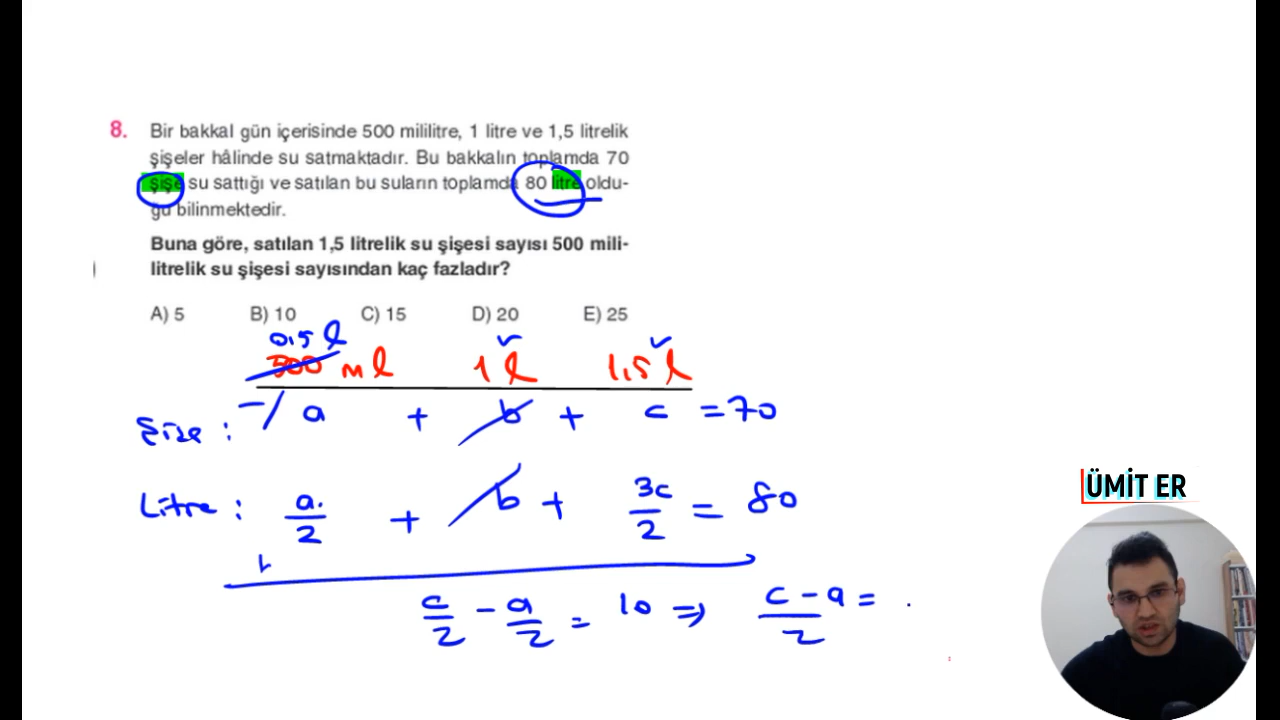 8. Bir bakkal gün içerisinde 500 mililitre, 1 litre ve 1,5 litrelik
şişeler hâlinde su satmaktadır. Bu bakkalın toplamda 70
şişe su sattığı ve satılan bu suların toplamda 80 litre oldu-
ğu bilinmektedir.
Buna göre, satılan 1,5 litrelik su şişesi sayısı 500 mili-
litrelik su şişesi sayısından kaç fazladır?
A) 5 B) 10 C) 15 D) 20 E) 25
0.5 l
500 ml 1 l 1,5 l
Şişe: -/ a + b + c = 70
Litre: a/2 + b + 3c/2 = 80
c/2 - a/2 = 10 => c-a/2 =
ÜMİT ER